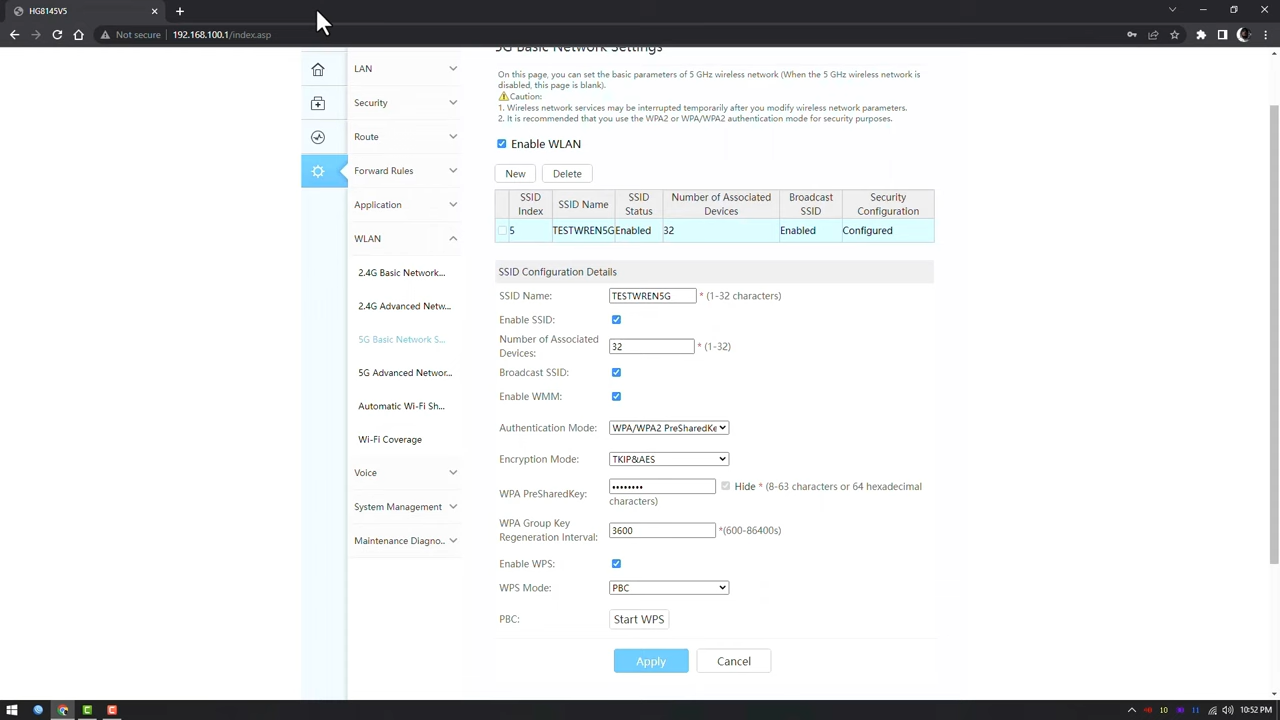 HG8145V5
Not secure
192.168.100.1/index.asp
LAN
Security
Route
Forward Rules
Application
WLAN
2.4G Basic Network...
2.4G Advanced Netw...
5G Basic Network S...
5G Advanced Networ...
Automatic Wi-Fi Sh...
Wi-Fi Coverage
Voice
System Management
Maintenance Diagno..
5G Basic Network Settings
On this page, you can set the basic parameters of 5 GHz wireless network (When the 5 GHz wireless network is
disabled, this page is blank).
Caution:
1. Wireless network services may be interrupted temporarily after you modify wireless network parameters.
2. It is recommended that you use the WPA2 or WPA/WPA2 authentication mode for security purposes.
Enable WLAN
New Delete
SSID Index SSID Name SSID Status Number of Associated Devices Broadcast SSID Security Configuration
5 TESTWREN5G Enabled 32 Enabled Configured
SSID Configuration Details
SSID Name: TESTWREN5G * (1-32 characters)
Enable SSID:
Number of Associated
Devices: 32 * (1-32)
Broadcast SSID:
Enable WMM:
Authentication Mode: WPA/WPA2 PreSharedKe
Encryption Mode: TKIP&AES
WPA PreSharedKey: •••••••• Hide * (8-63 characters or 64 hexadecimal
characters)
WPA Group Key
Regeneration Interval: 3600 *(600-86400s)
Enable WPS:
WPS Mode: PBC
PBC: Start WPS
Apply Cancel
10 11 10:52 PM